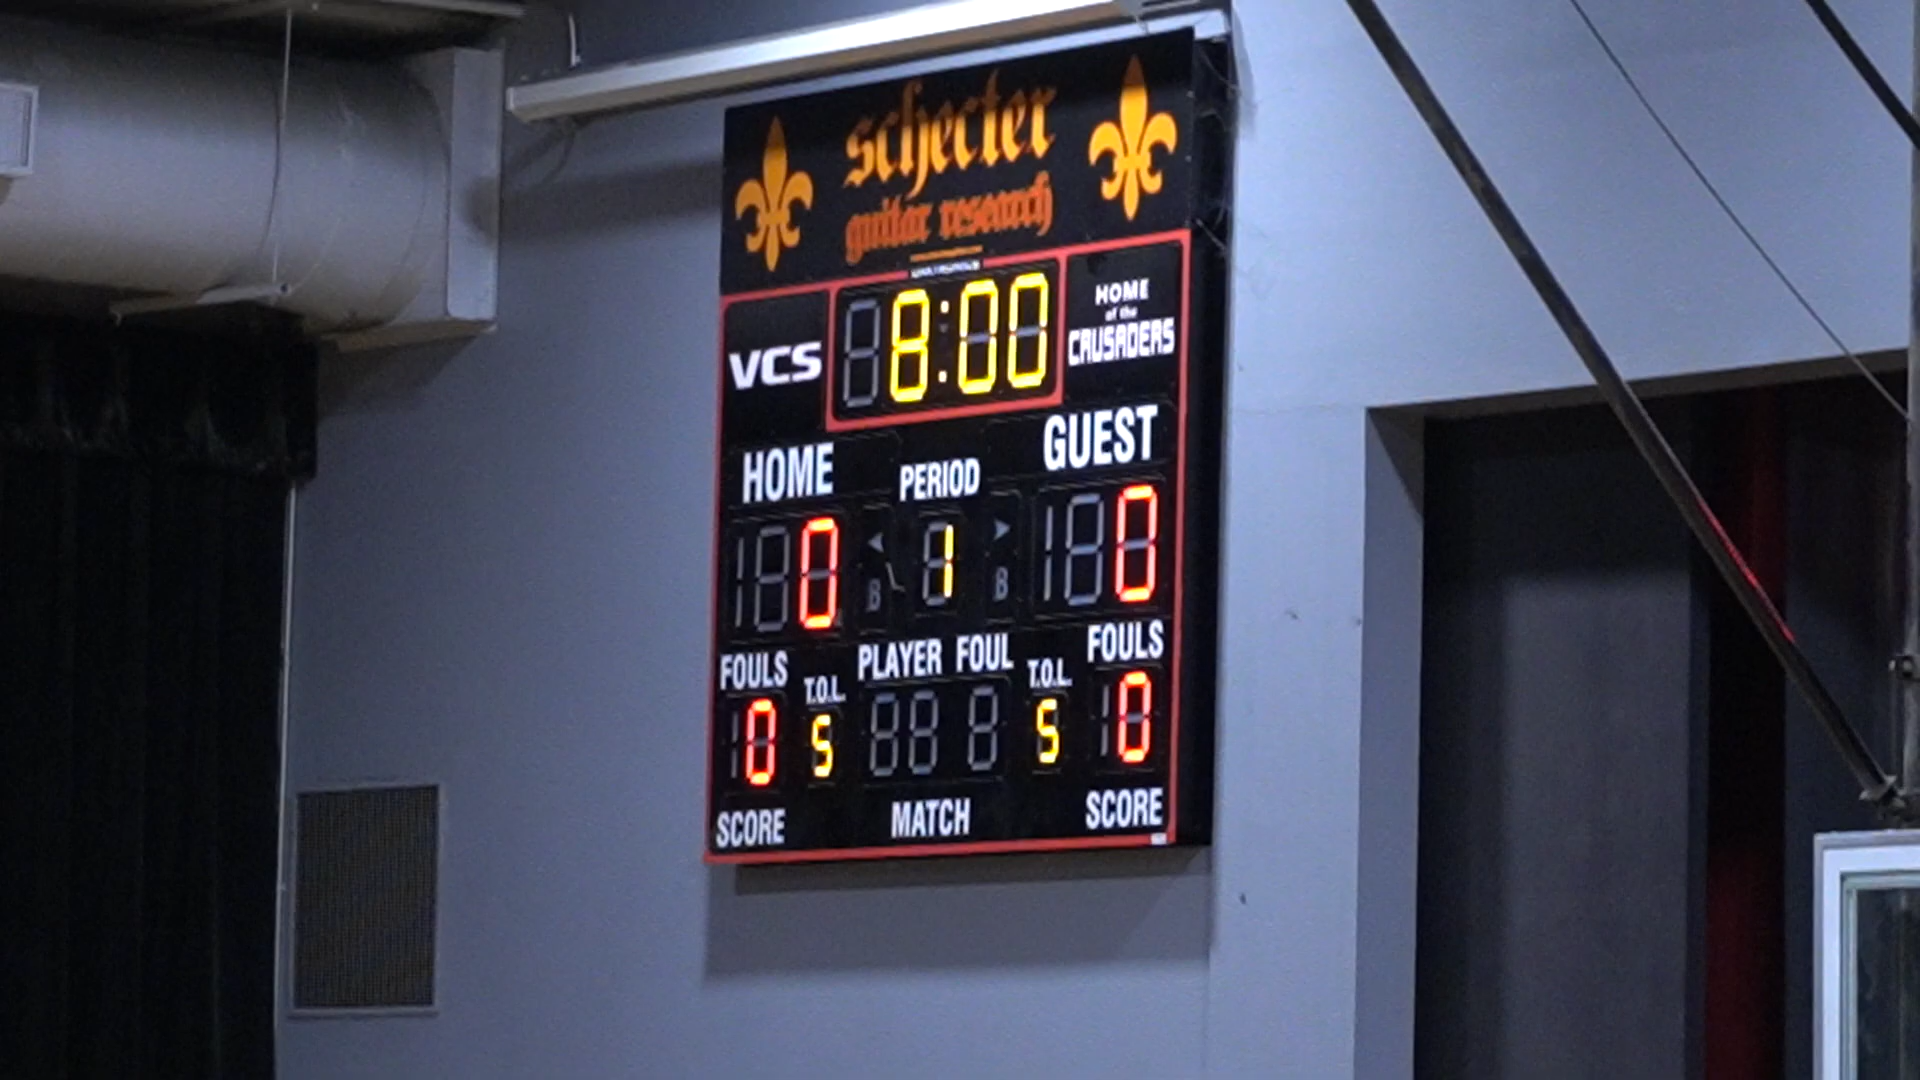 schecter
guitar research
VCS
8:00
HOME
of the
CRUSADERS
HOME
PERIOD
GUEST
0
1
0
B
B
FOULS
T.O.L.
PLAYER FOUL
T.O.L.
FOULS
0
5
5
0
SCORE
MATCH
SCORE